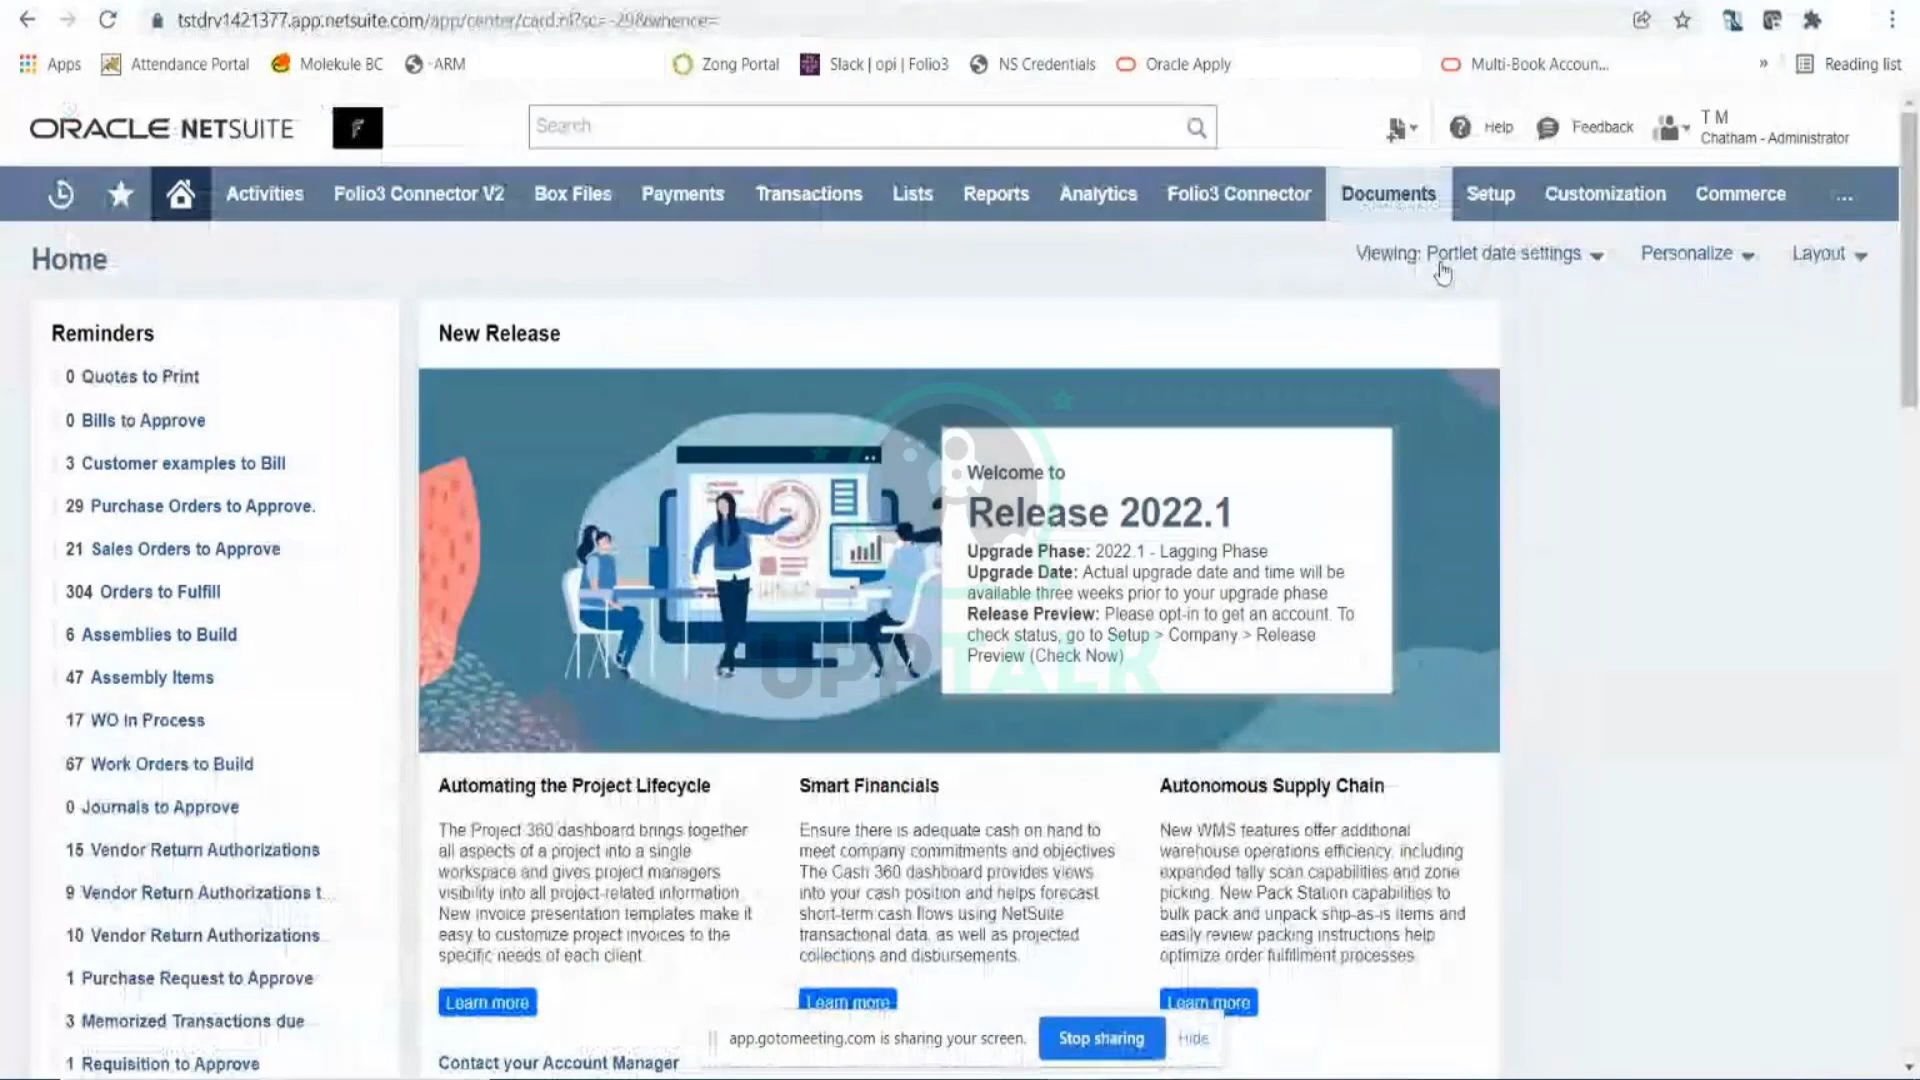 tstdrv1421377.app.netsuite.com/app/center/card.nl?sc=-29&whence=
Apps
Attendance Portal
Molekule BC
ARM
Zong Portal
Slack | opi | Folio3
NS Credentials
Oracle Apply
Multi-Book Accoun...
»
Reading list
ORACLE NETSUITE
F
Search
Help
Feedback
T M
Chatham - Administrator
Activities
Folio3 Connector V2
Box Files
Payments
Transactions
Lists
Reports
Analytics
Folio3 Connector
Documents
Setup
Customization
Commerce
...
Home
Viewing: Portlet date settings
Personalize
Layout
Reminders
0 Quotes to Print
0 Bills to Approve
3 Customer examples to Bill
29 Purchase Orders to Approve.
21 Sales Orders to Approve
304 Orders to Fulfill
6 Assemblies to Build
47 Assembly Items
17 WO In Process
67 Work Orders to Build
0 Journals to Approve
15 Vendor Return Authorizations
9 Vendor Return Authorizations t...
10 Vendor Return Authorizations
1 Purchase Request to Approve
3 Memorized Transactions due
1 Requisition to Approve
New Release
Welcome to
Release 2022.1
Upgrade Phase: 2022.1 - Lagging Phase
Upgrade Date: Actual upgrade date and time will be
available three weeks prior to your upgrade phase
Release Preview: Please opt-in to get an account. To
check status, go to Setup > Company > Release
Preview (Check Now)
UPPTALK
Automating the Project Lifecycle
The Project 360 dashboard brings together
all aspects of a project into a single
workspace and gives project managers
visibility into all project-related information.
New invoice presentation templates make it
easy to customize project invoices to the
specific needs of each client.
Learn more
Smart Financials
Ensure there is adequate cash on hand to
meet company commitments and objectives
The Cash 360 dashboard provides views
into your cash position and helps forecast
short-term cash flows using NetSuite
transactional data, as well as projected
collections and disbursements.
Learn more
Autonomous Supply Chain
New WMS features offer additional
warehouse operations efficiency, including
expanded tally scan capabilities and zone
picking. New Pack Station capabilities to
bulk pack and unpack ship-as-is items and
easily review packing instructions help
optimize order fulfillment processes.
Learn more
Contact your Account Manager
app.gotomeeting.com is sharing your screen.
Stop sharing
Hide